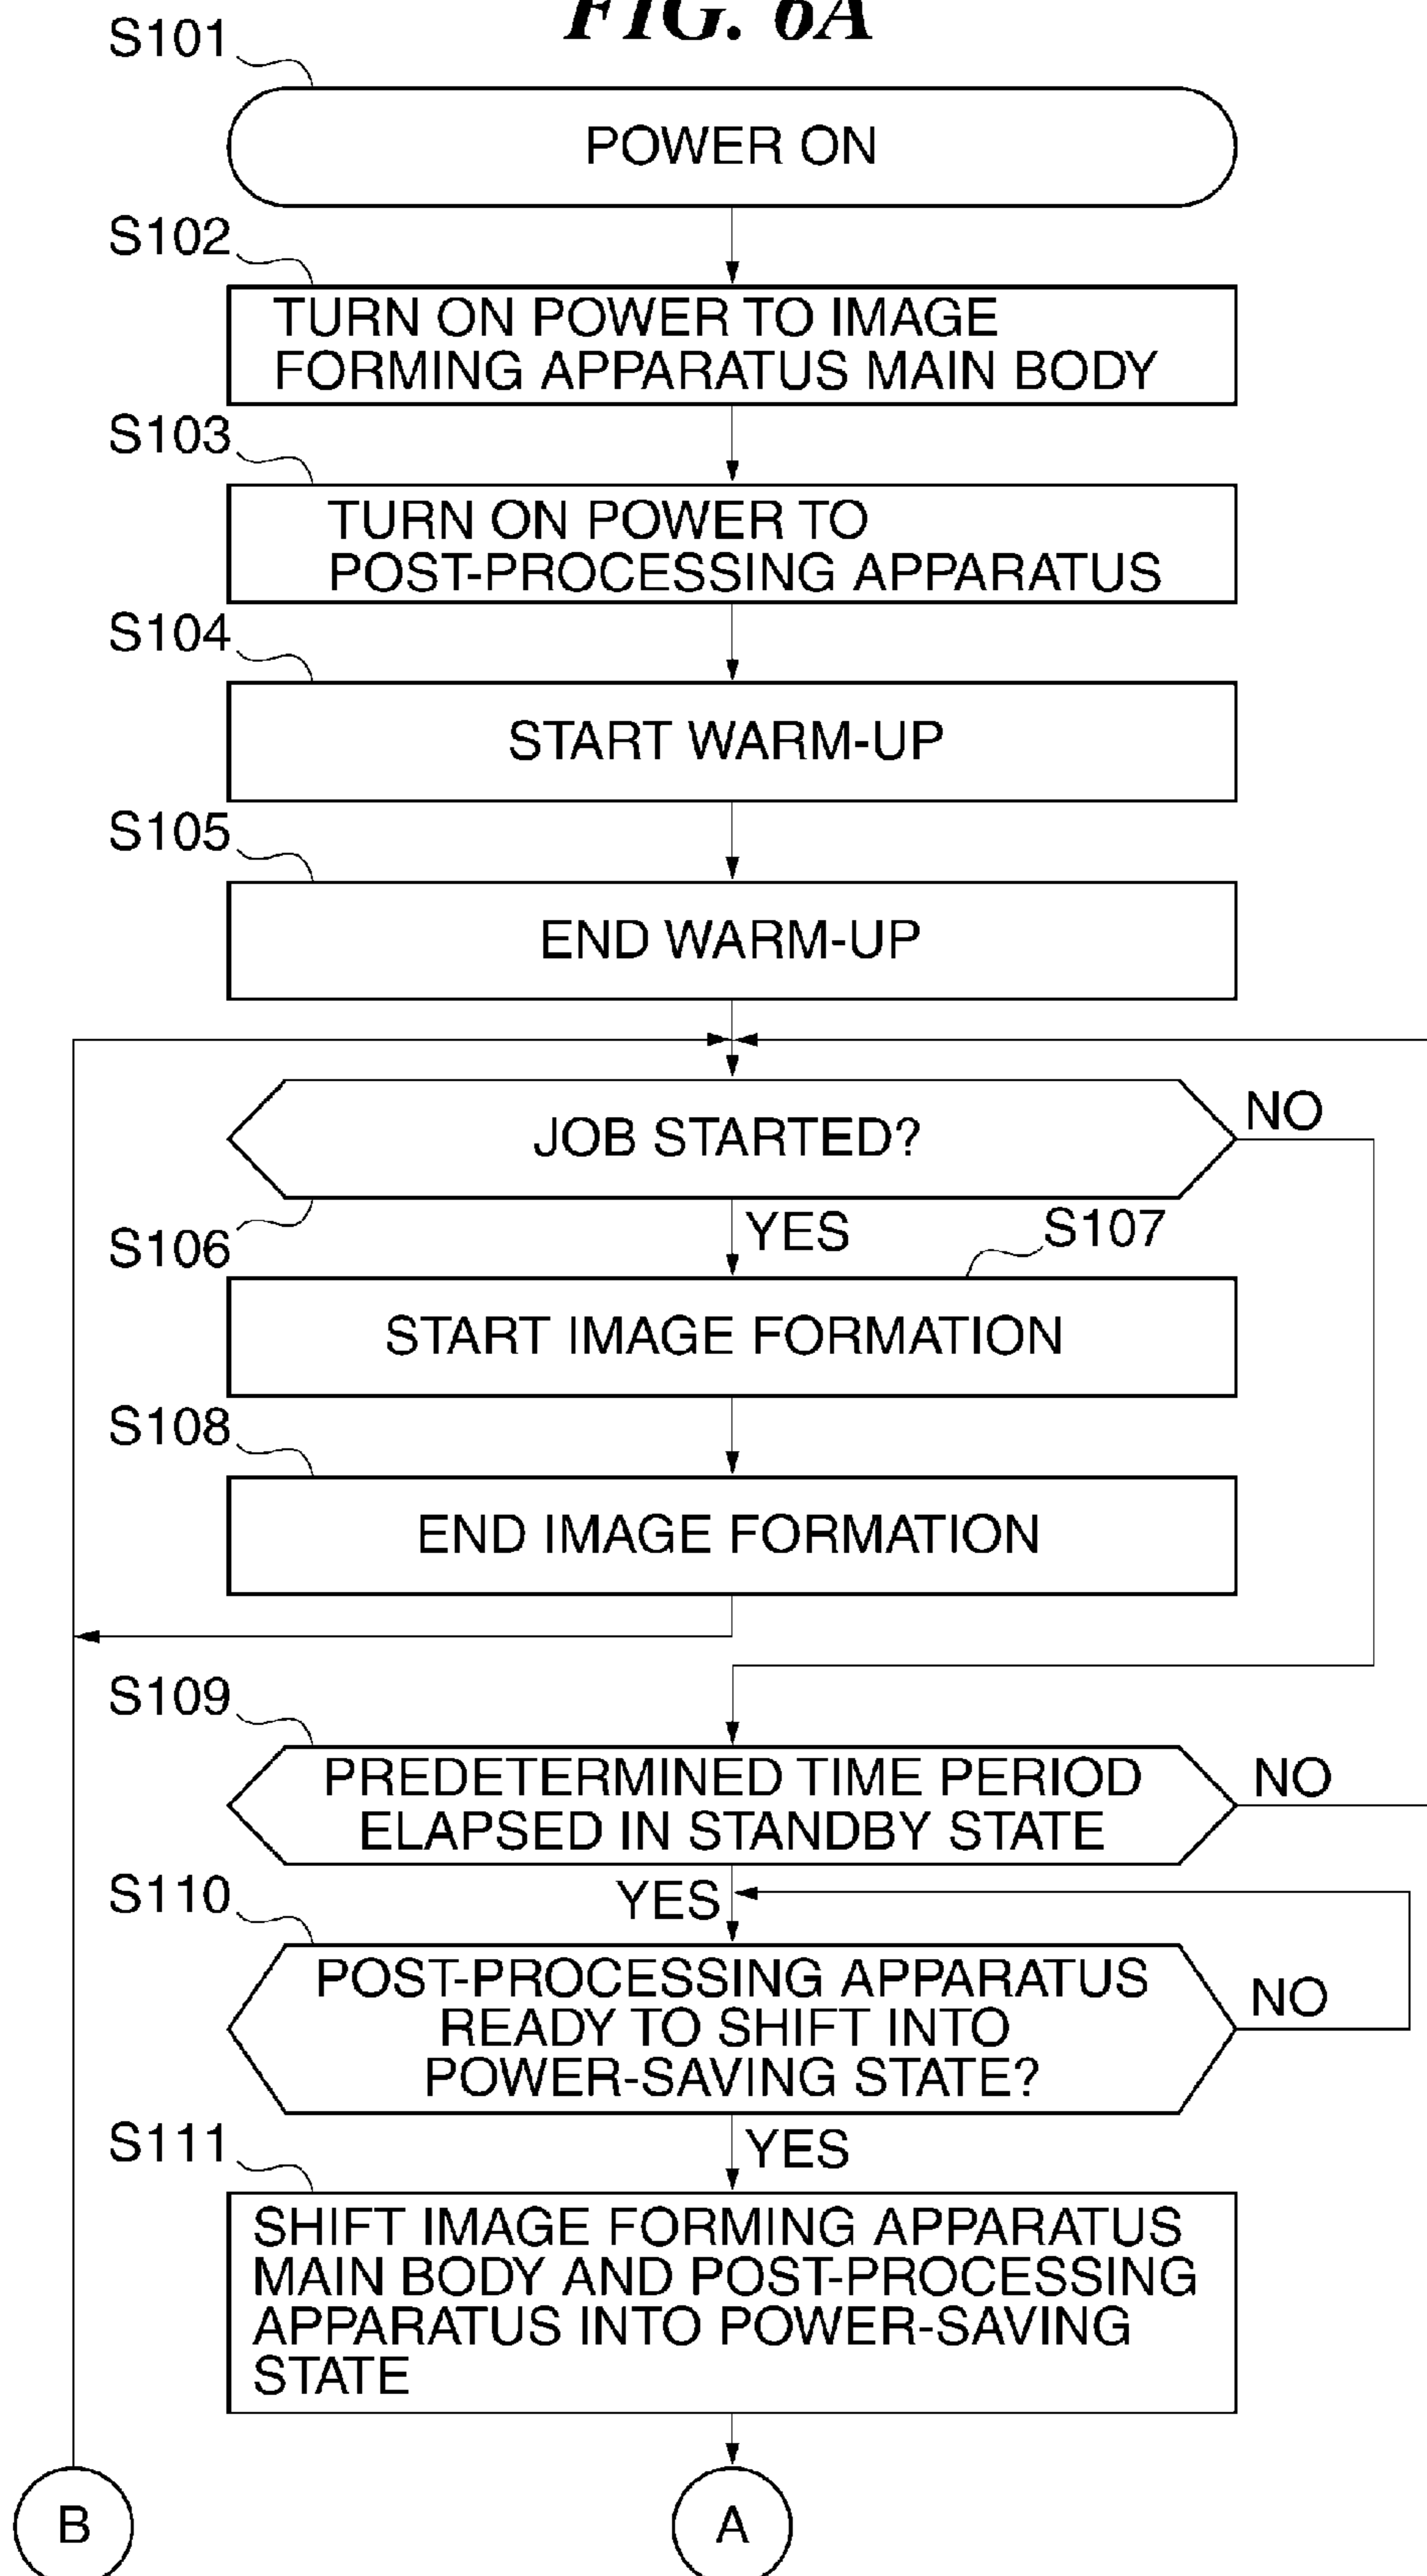 FIG. 6A
S101
POWER ON
S102
TURN ON POWER TO IMAGE
FORMING APPARATUS MAIN BODY
S103
TURN ON POWER TO
POST-PROCESSING APPARATUS
S104
START WARM-UP
S105
END WARM-UP
JOB STARTED?
NO
S106
YES
S107
START IMAGE FORMATION
S108
END IMAGE FORMATION
S109
PREDETERMINED TIME PERIOD
ELAPSED IN STANDBY STATE
NO
YES
S110
POST-PROCESSING APPARATUS
READY TO SHIFT INTO
POWER-SAVING STATE?
NO
YES
S111
SHIFT IMAGE FORMING APPARATUS
MAIN BODY AND POST-PROCESSING
APPARATUS INTO POWER-SAVING
STATE
B
A